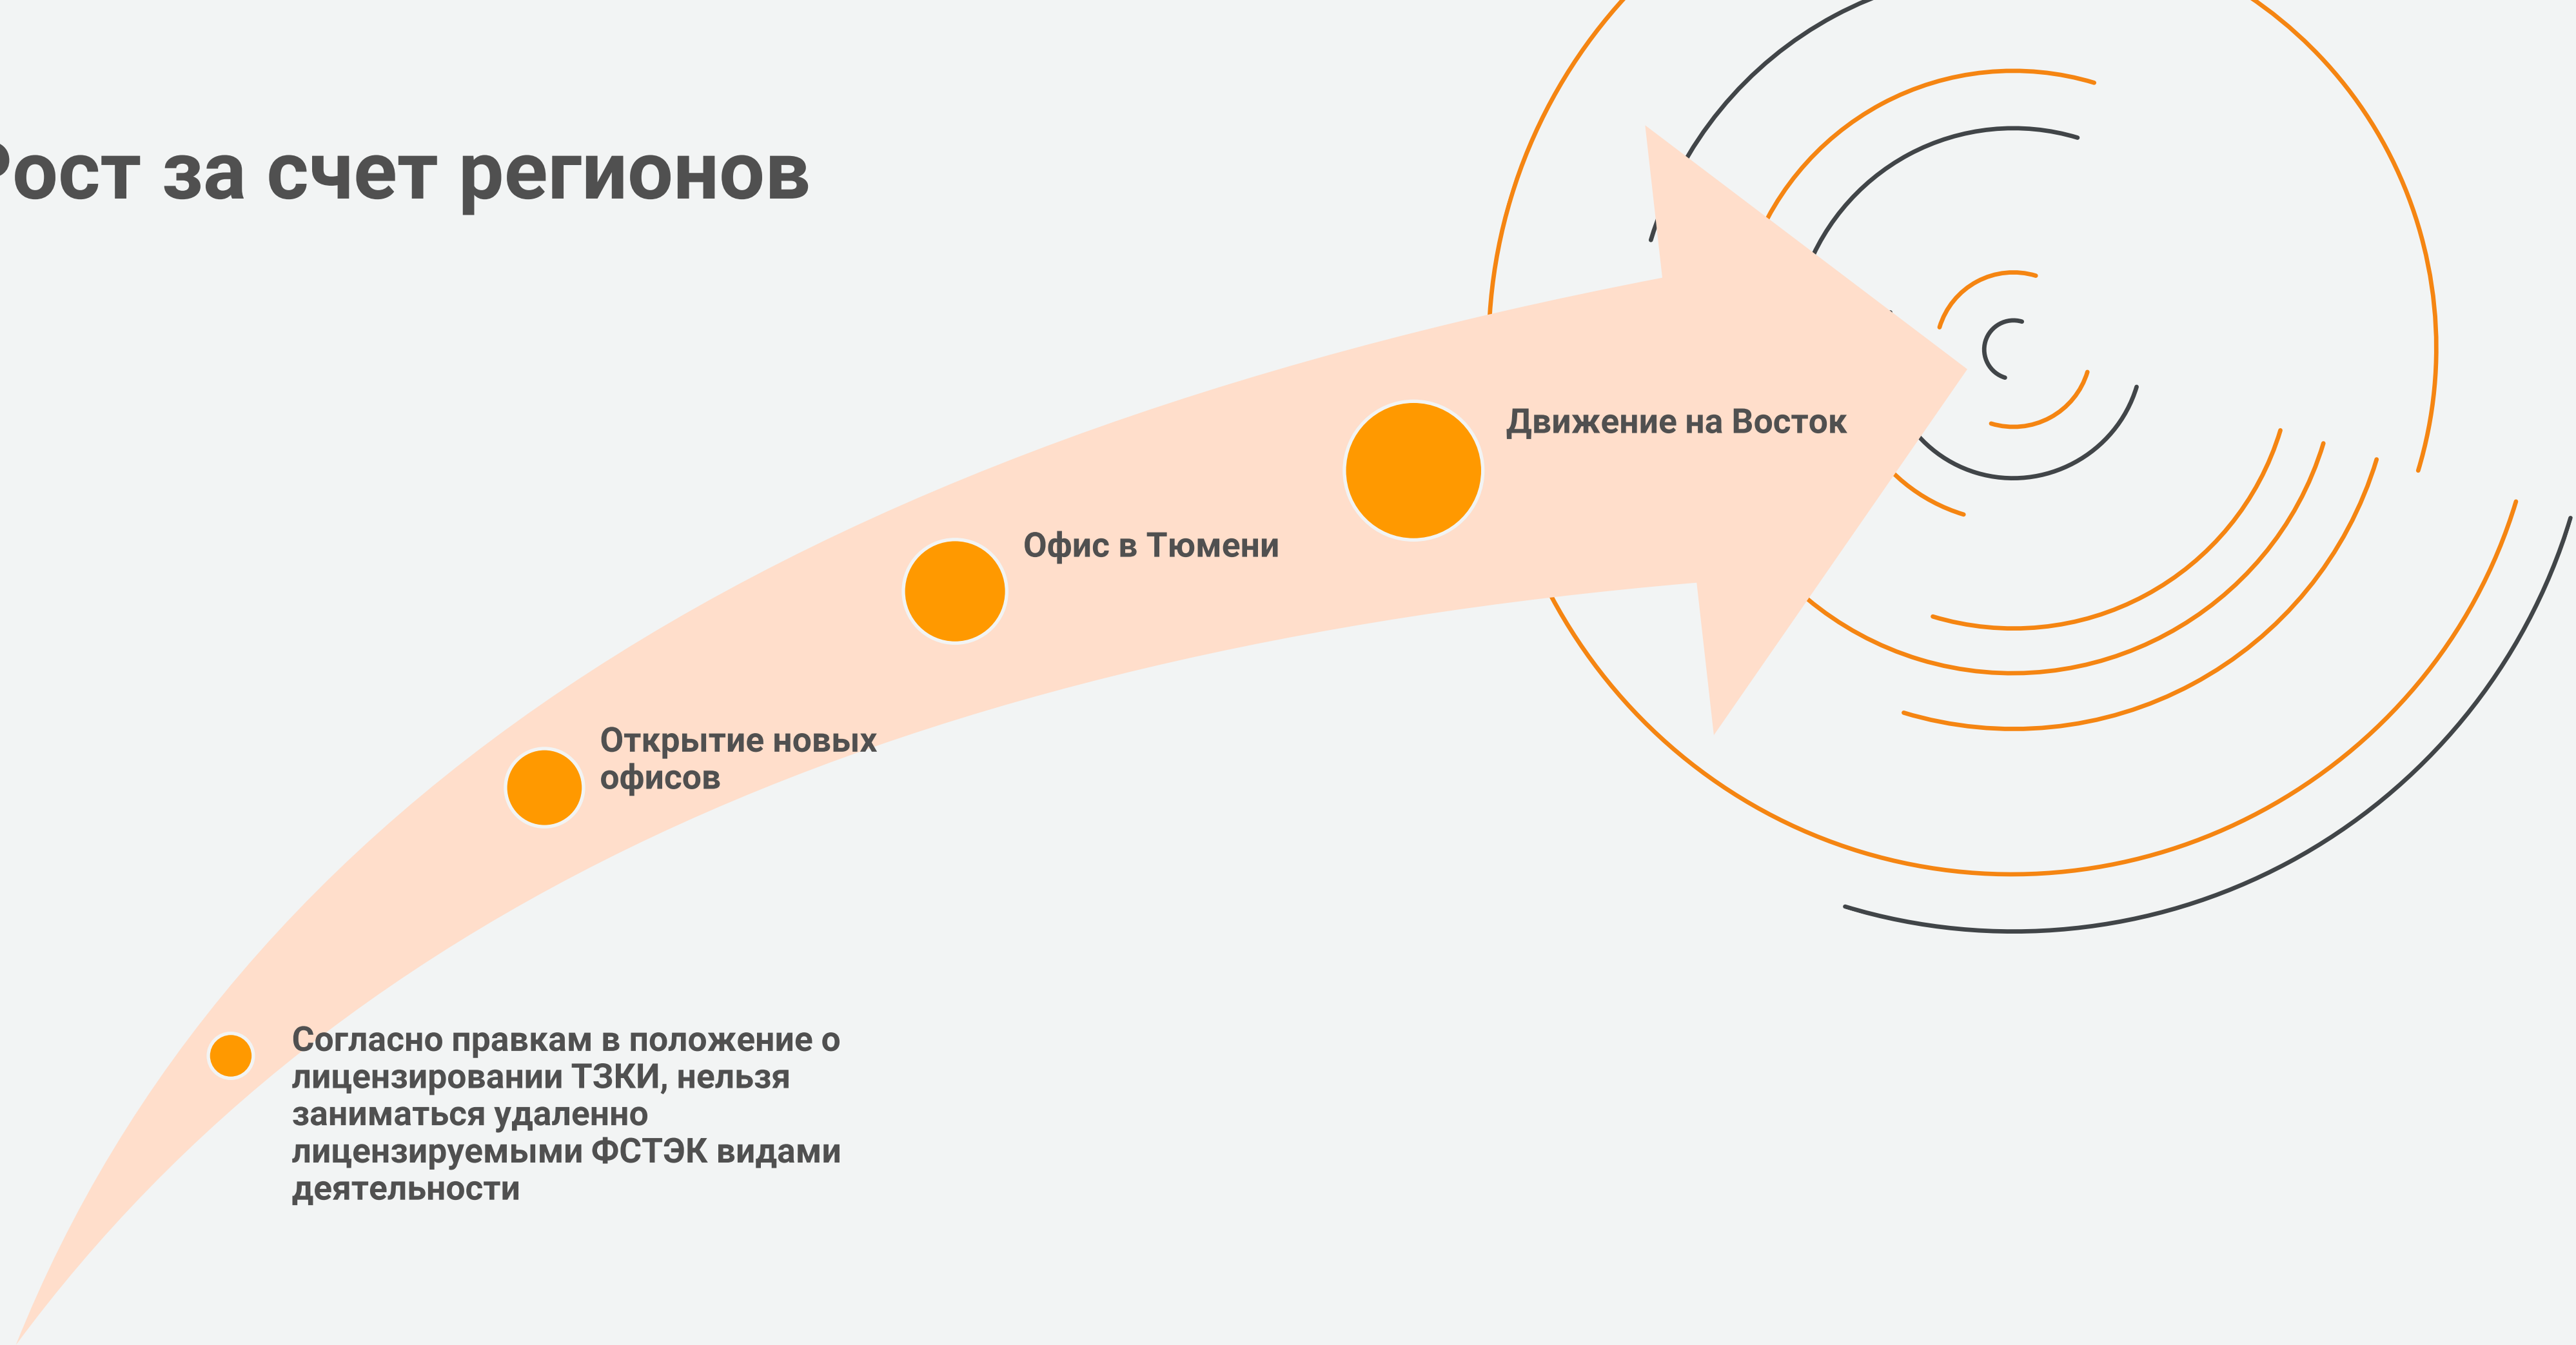 Рост за счет регионов
Движение на Восток
Офис в Тюмени
Открытие новых
офисов
Согласно правкам в положение о
лицензировании ТЗКИ, нельзя
заниматься удаленно
лицензируемыми ФСТЭК видами
деятельности